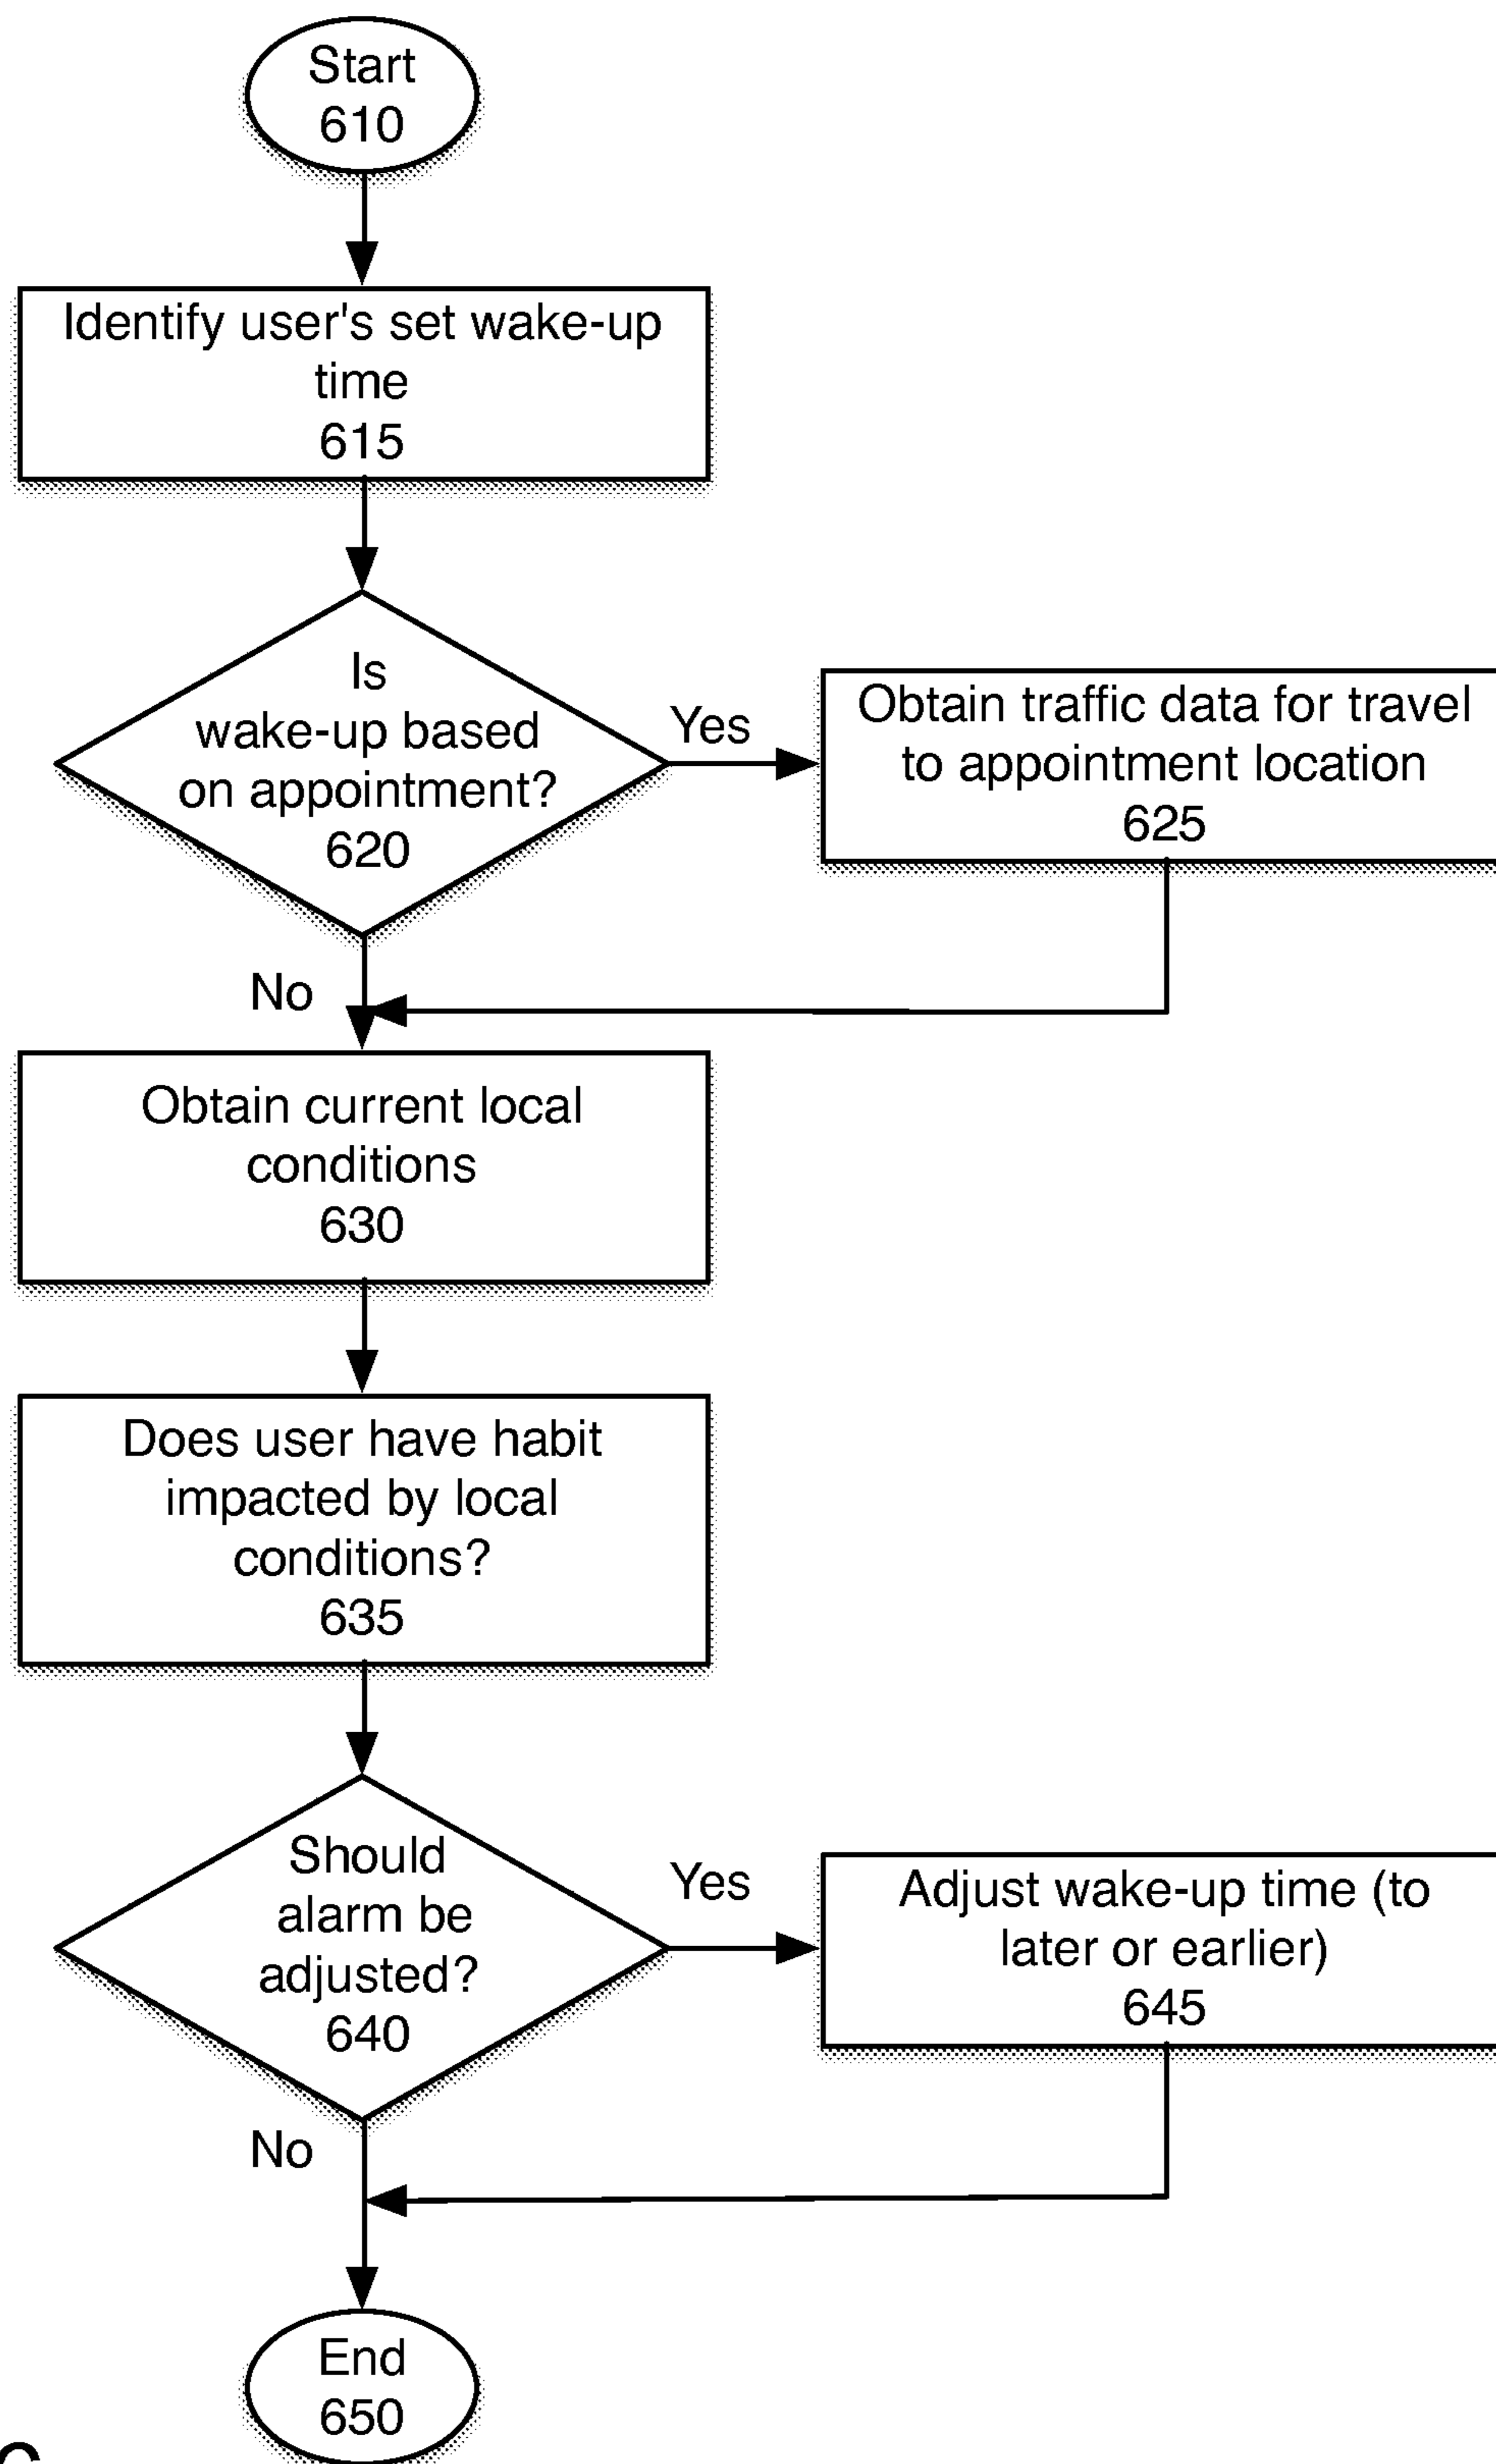 Start
610
Identify user's set wake-up
time
615
Is
wake-up based
on appointment?
620
Yes
Obtain traffic data for travel
to appointment location
625
No
Obtain current local
conditions
630
Does user have habit
impacted by local
conditions?
635
Should
alarm be
adjusted?
640
Yes
Adjust wake-up time (to
later or earlier)
645
No
End
650